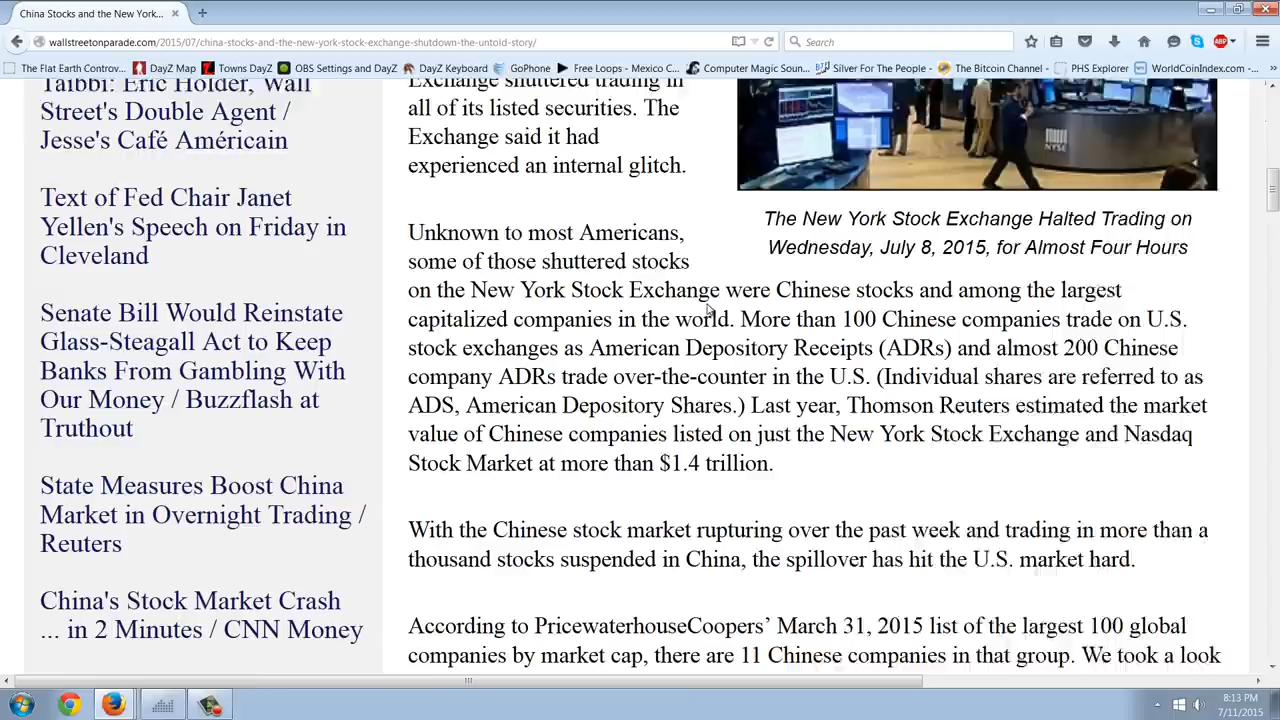 China Stocks and the New York...
wallstreetonparade.com/2015/07/china-stocks-and-the-new-york-stock-exchange-shutdown-the-untold-story/
Search
ABP
The Flat Earth Controv...
DayZ Map
Towns DayZ
OBS Settings and DayZ
DayZ Keyboard
GoPhone
Free Loops - Mexico C...
Computer Magic Soun...
Silver For The People -...
The Bitcoin Channel -...
PHS Explorer
WorldCoinIndex.com -...
Taibbi: Eric Holder, Wall
Street's Double Agent /
Jesse's Café Américain
Text of Fed Chair Janet
Yellen's Speech on Friday in
Cleveland
Senate Bill Would Reinstate
Glass-Steagall Act to Keep
Banks From Gambling With
Our Money / Buzzflash at
Truthout
State Measures Boost China
Market in Overnight Trading /
Reuters
China's Stock Market Crash
... in 2 Minutes / CNN Money
Exchange shuttered trading in
all of its listed securities. The
Exchange said it had
experienced an internal glitch.
NYSE
The New York Stock Exchange Halted Trading on
Wednesday, July 8, 2015, for Almost Four Hours
Unknown to most Americans,
some of those shuttered stocks
on the New York Stock Exchange were Chinese stocks and among the largest
capitalized companies in the world. More than 100 Chinese companies trade on U.S.
stock exchanges as American Depository Receipts (ADRs) and almost 200 Chinese
company ADRs trade over-the-counter in the U.S. (Individual shares are referred to as
ADS, American Depository Shares.) Last year, Thomson Reuters estimated the market
value of Chinese companies listed on just the New York Stock Exchange and Nasdaq
Stock Market at more than $1.4 trillion.
With the Chinese stock market rupturing over the past week and trading in more than a
thousand stocks suspended in China, the spillover has hit the U.S. market hard.
According to PricewaterhouseCoopers’ March 31, 2015 list of the largest 100 global
companies by market cap, there are 11 Chinese companies in that group. We took a look
8:13 PM
7/11/2015